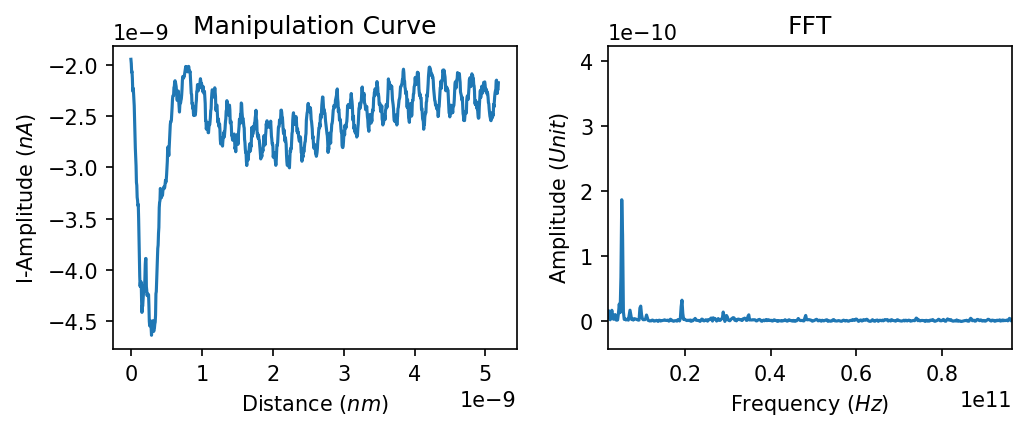 Manipulation Curve
1e−9
I-Amplitude (nA)
−2.0
−2.5
−3.0
−3.5
−4.0
−4.5
0 1 2 3 4 5
1e−9
Distance (nm)
FFT
1e−10
Amplitude (Unit)
4
3
2
1
0
0.2 0.4 0.6 0.8
1e11
Frequency (Hz)